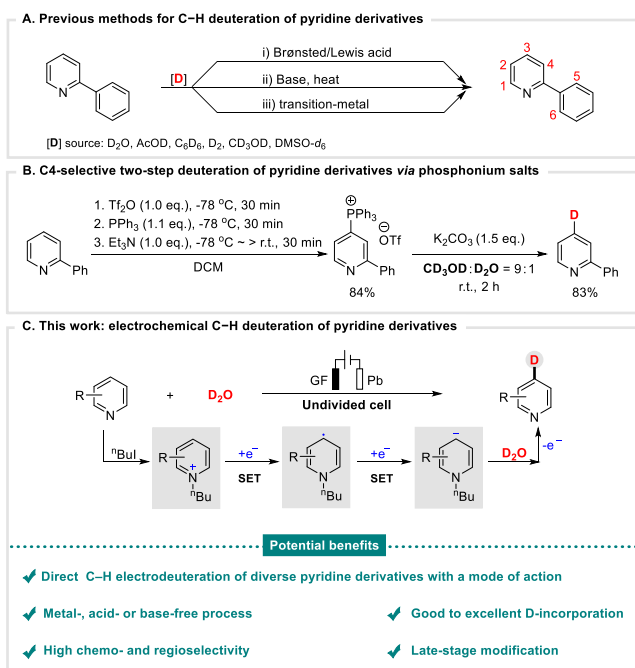 A. Previous methods for C−H deuteration of pyridine derivatives
i) Brønsted/Lewis acid
[D]
ii) Base, heat
iii) transition-metal
N
N
1
2
3
4
5
6
[D] source: D2O, AcOD, C6D6, D2, CD3OD, DMSO-d6
B. C4-selective two-step deuteration of pyridine derivatives via phosphonium salts
1. Tf2O (1.0 eq.), -78 °C, 30 min
2. PPh3 (1.1 eq.), -78 °C, 30 min
3. Et3N (1.0 eq.), -78 °C ~ > r.t., 30 min
DCM
N
Ph
+
PPh3
−
OTf
N
Ph
84%
K2CO3 (1.5 eq.)
CD3OD:D2O = 9:1
r.t., 2 h
D
N
Ph
83%
C. This work: electrochemical C−H deuteration of pyridine derivatives
R
N
+
D2O
GF
Pb
Undivided cell
D
R
N
nBuI
R
+
N
nBu
+e−
SET
R
·
N
nBu
+e−
SET
R
−
N
nBu
D2O
-e−
Potential benefits
Direct C−H electrodeuteration of diverse pyridine derivatives with a mode of action
Metal-, acid- or base-free process
Good to excellent D-incorporation
High chemo- and regioselectivity
Late-stage modification